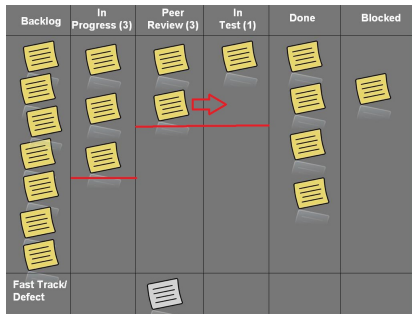 Backlog
In
Progress (3)
Peer
Review (3)
In
Test (1)
Done
Blocked
Fast Track/
Defect